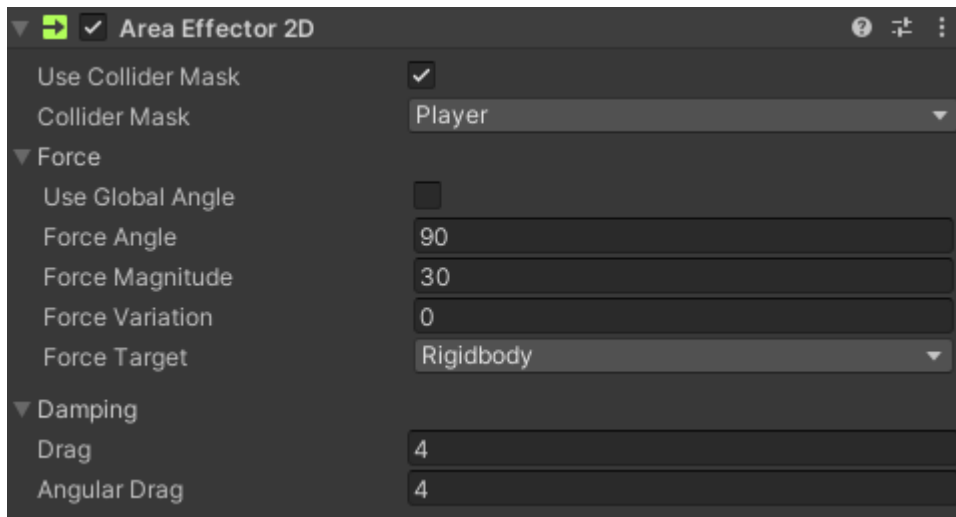 Area Effector 2D
Use Collider Mask
Collider Mask Player
Force
Use Global Angle
Force Angle 90
Force Magnitude 30
Force Variation 0
Force Target Rigidbody
Damping
Drag 4
Angular Drag 4